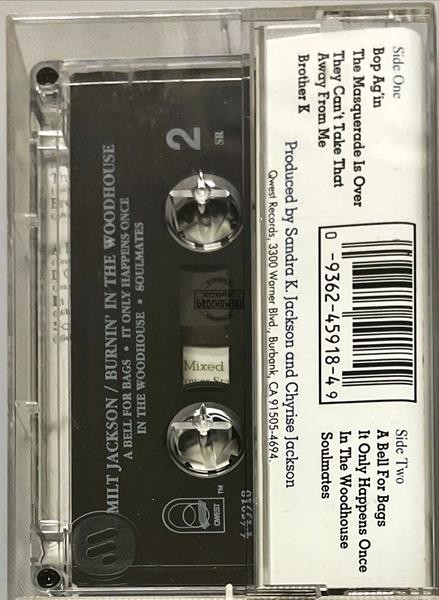 Side One
Bop Ag'in
The Masquerade Is Over
They Can't Take That
Away From Me
Brother K
0 -9362-45918-4 9
Side Two
A Bell For Bags
It Only Happens Once
In The Woodhouse
Soulmates
Produced by Sandra K. Jackson and Chyrise Jackson
Qwest Records, 3300 Warner Blvd., Burbank, CA 91505-4694.
2
SR
MILT JACKSON / BURNIN' IN THE WOODHOUSE
A BELL FOR BAGS • IT ONLY HAPPENS ONCE
IN THE WOODHOUSE • SOULMATES
Mixed
QWEST
TM
4-45918